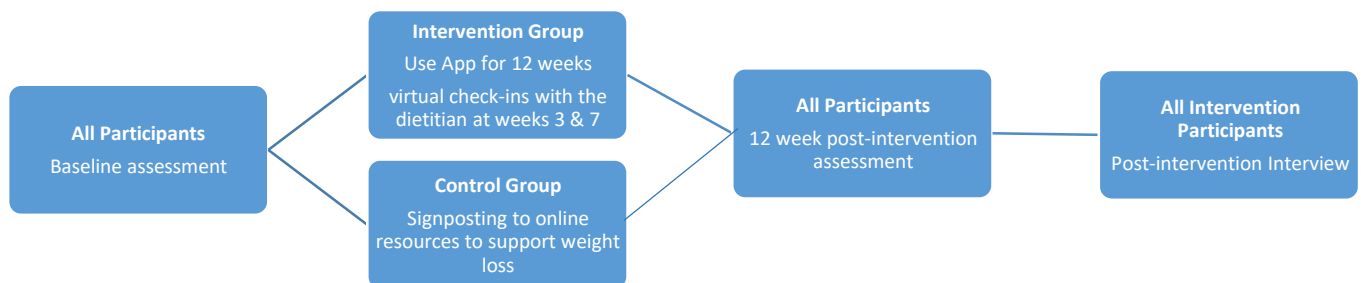 All Participants
Baseline assessment
Intervention Group
Use App for 12 weeks
virtual check-ins with the
dietitian at weeks 3 & 7
Control Group
Signposting to online
resources to support weight
loss
All Participants
12 week post-intervention
assessment
All Intervention
Participants
Post-intervention Interview